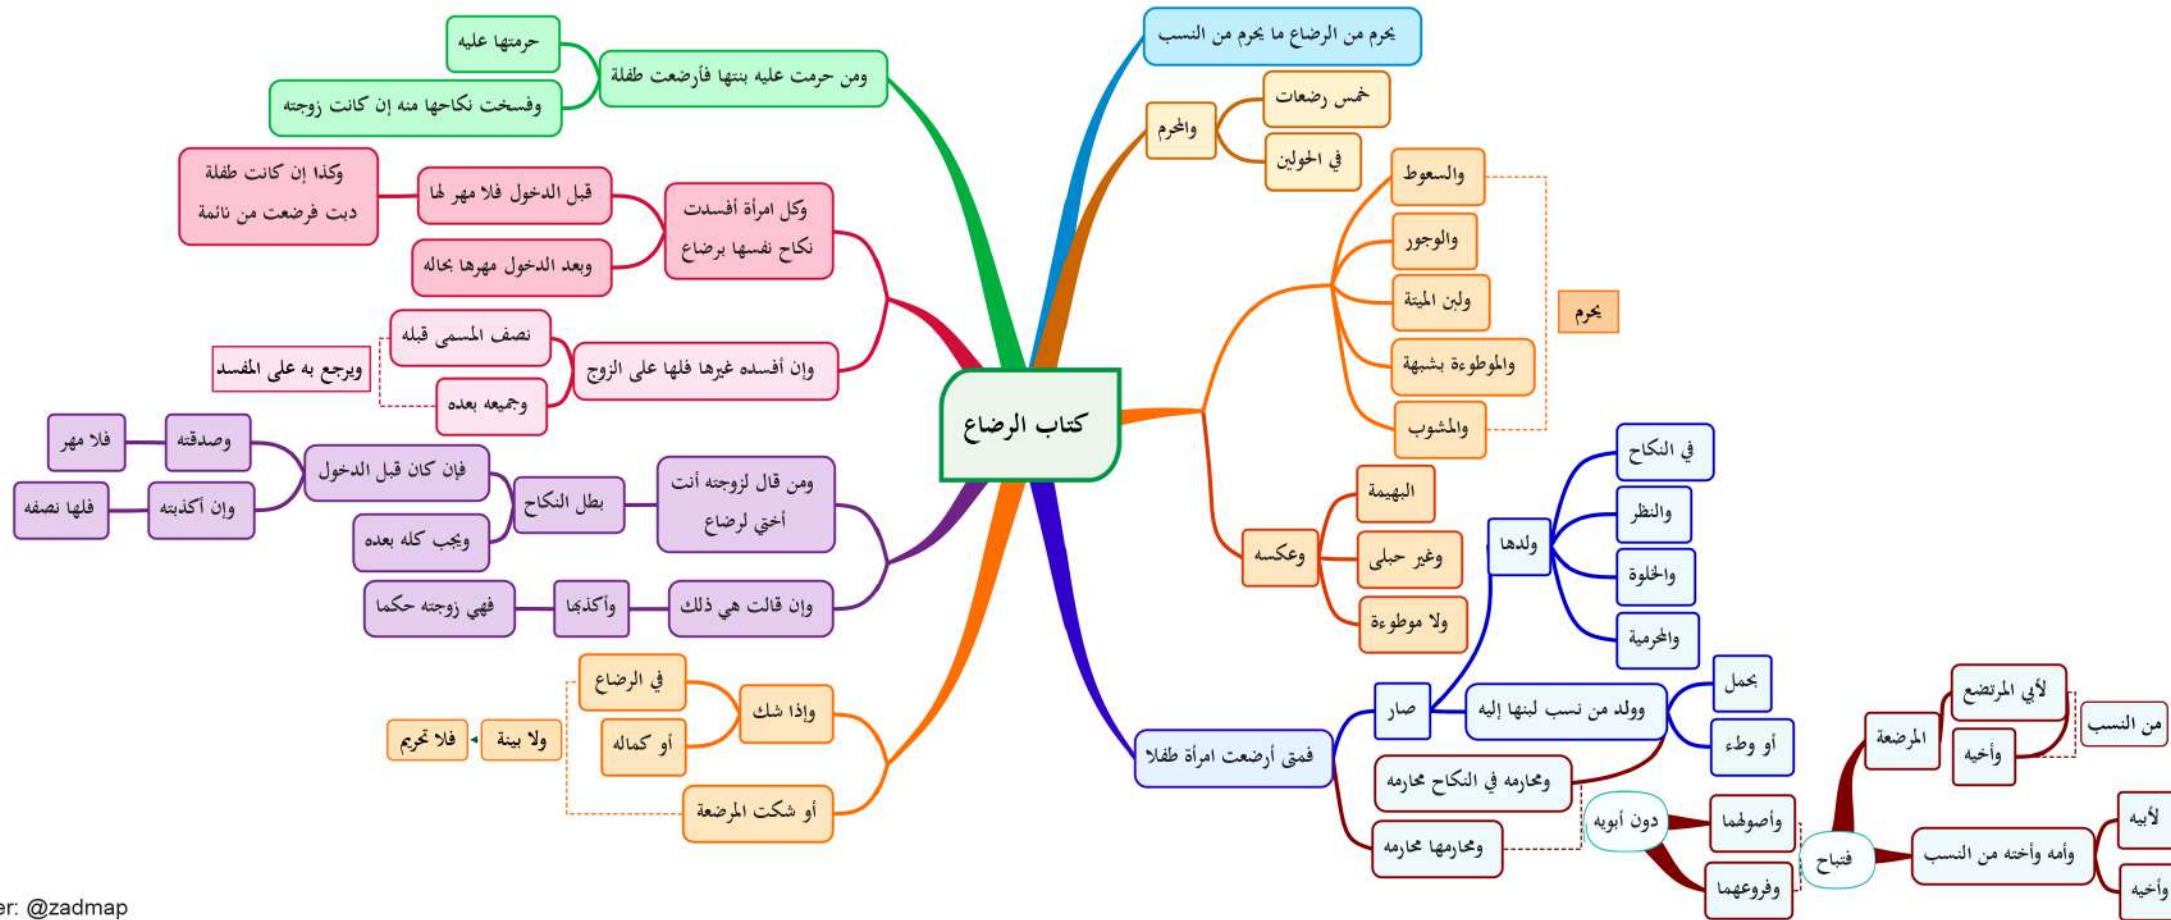 كتاب الرضاع
يحرم من الرضاع ما يحرم من النسب
والمحرم
خمس رضعات
في الحولين
والسعوط
والوجور
ولبن الميتة
والموطوءة بشبهة
والمشوب
يحرم
وعكسه
البهيمة
وغير حبلى
ولا موطوءة
فمتى أرضعت امرأة طفلا
صار
ولدها
في النكاح
والنظر
والخلوة
والمحرمية
وولد من نسب لبنها إليه
بحمل
أو وطء
ومحارمه في النكاح محارمه
ومحارمها محارمه
دون أبويه
وأصولهما
وفروعهما
فتباح
المرضعة
لأبي المرتضع
وأخيه
من النسب
وأمه وأخته من النسب
لأبيه
وأخيه
ومن حرمت عليه بنتها فأرضعت طفلة
حرمتها عليه
وفسخت نكاحها منه إن كانت زوجته
وكل امرأة أفسدت
نكاح نفسها برضاع
قبل الدخول فلا مهر لها
وكذا إن كانت طفلة
دبت فرضعت من نائمة
وبعد الدخول مهرها بحاله
وإن أفسده غيرها فلها على الزوج
نصف المسمى قبله
وجميعه بعده
ويرجع به على المفسد
ومن قال لزوجته أنت
أختي لرضاع
بطل النكاح
فإن كان قبل الدخول
وصدقته
فلا مهر
وإن أكذبته
فلها نصفه
ويجب كله بعده
وإن قالت هي ذلك
وأكذبها
فهي زوجته حكما
وإذا شك
في الرضاع
أو كماله
أو شكت المرضعة
ولا بينة
فلا تحريم
er: @zadmap